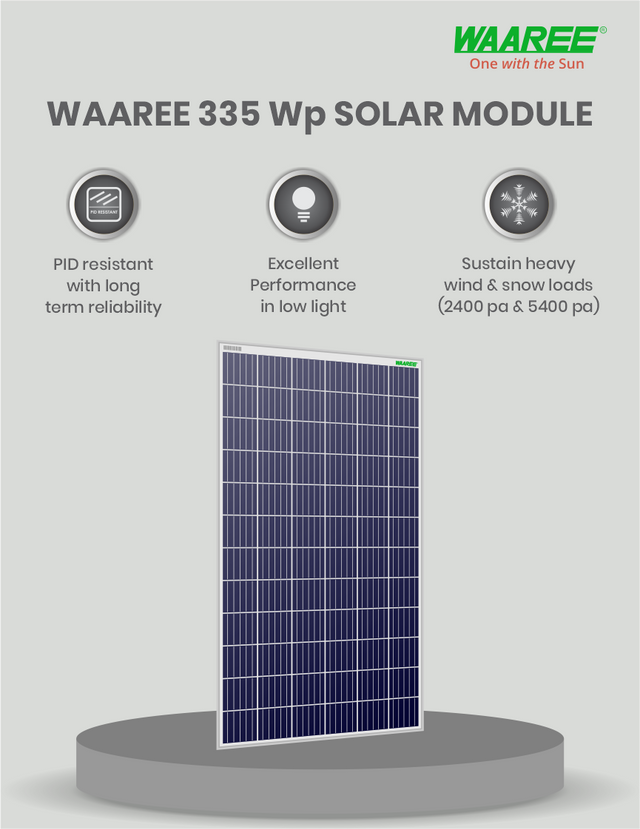 WAAREE®
One with the Sun
WAAREE 335 Wp SOLAR MODULE
PID RESISTANT
PID resistant
with long
term reliability
Excellent
Performance
in low light
Sustain heavy
wind & snow loads
(2400 pa & 5400 pa)
WAAREE